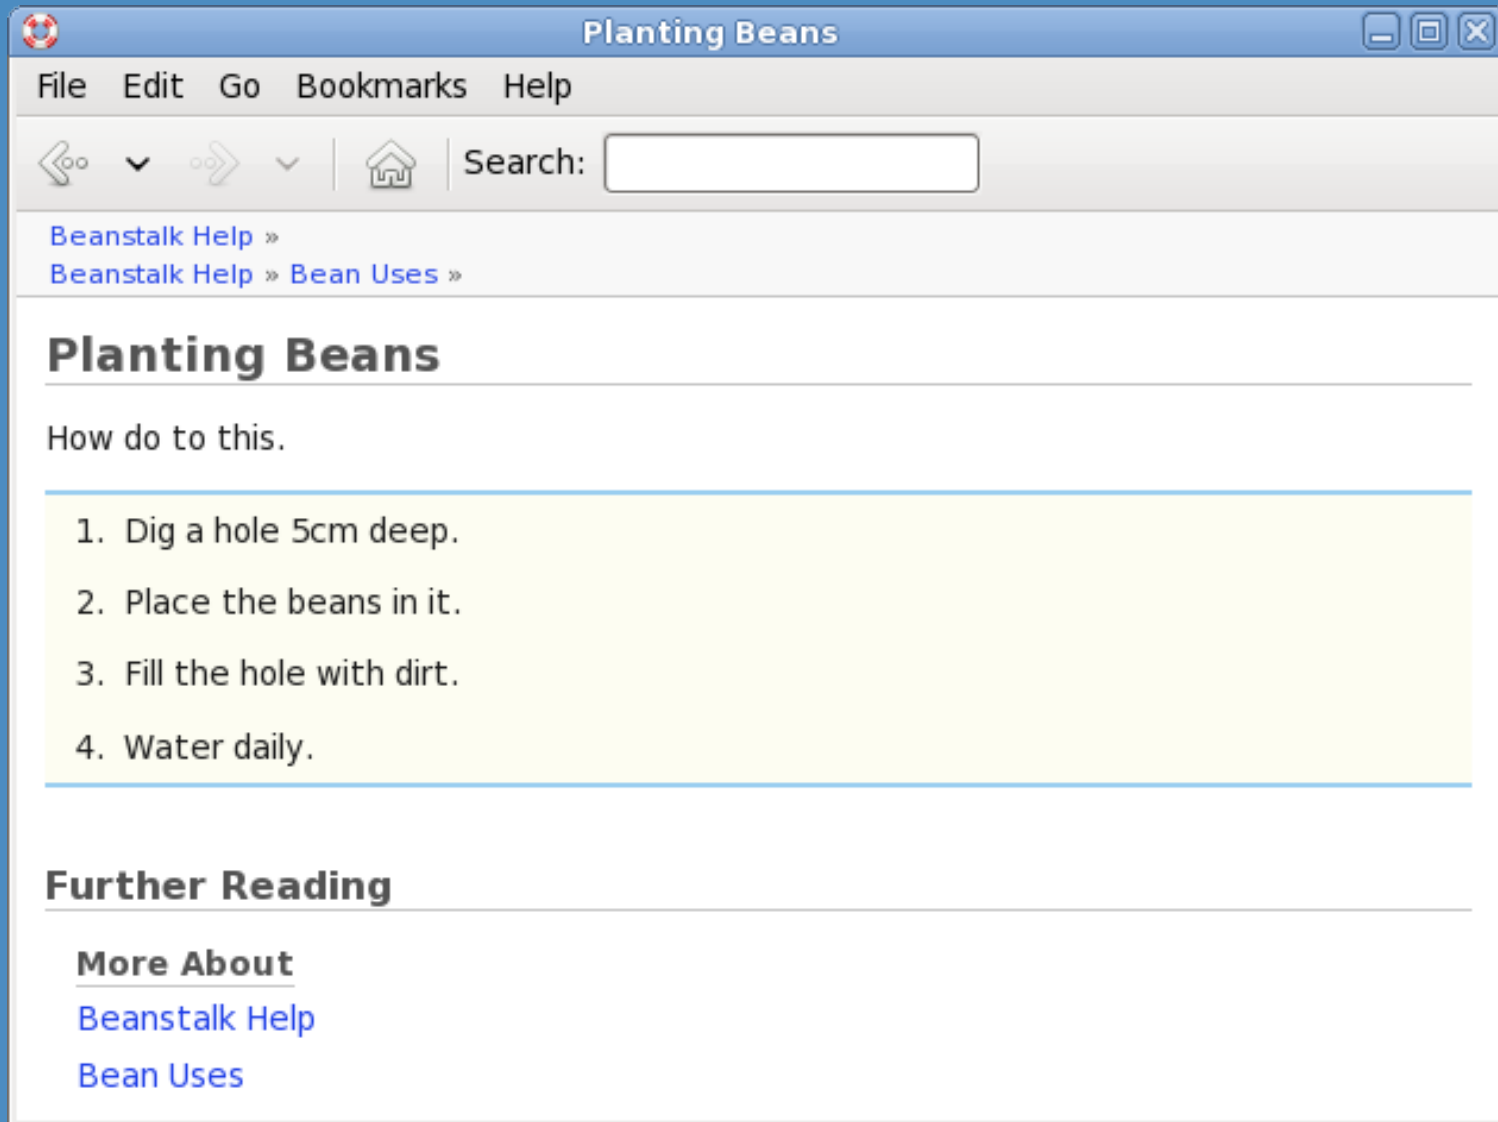 Planting Beans
File Edit Go Bookmarks Help
Search:
Beanstalk Help »
Beanstalk Help » Bean Uses »
Planting Beans
How do to this.
1. Dig a hole 5cm deep.
2. Place the beans in it.
3. Fill the hole with dirt.
4. Water daily.
Further Reading
More About
Beanstalk Help
Bean Uses